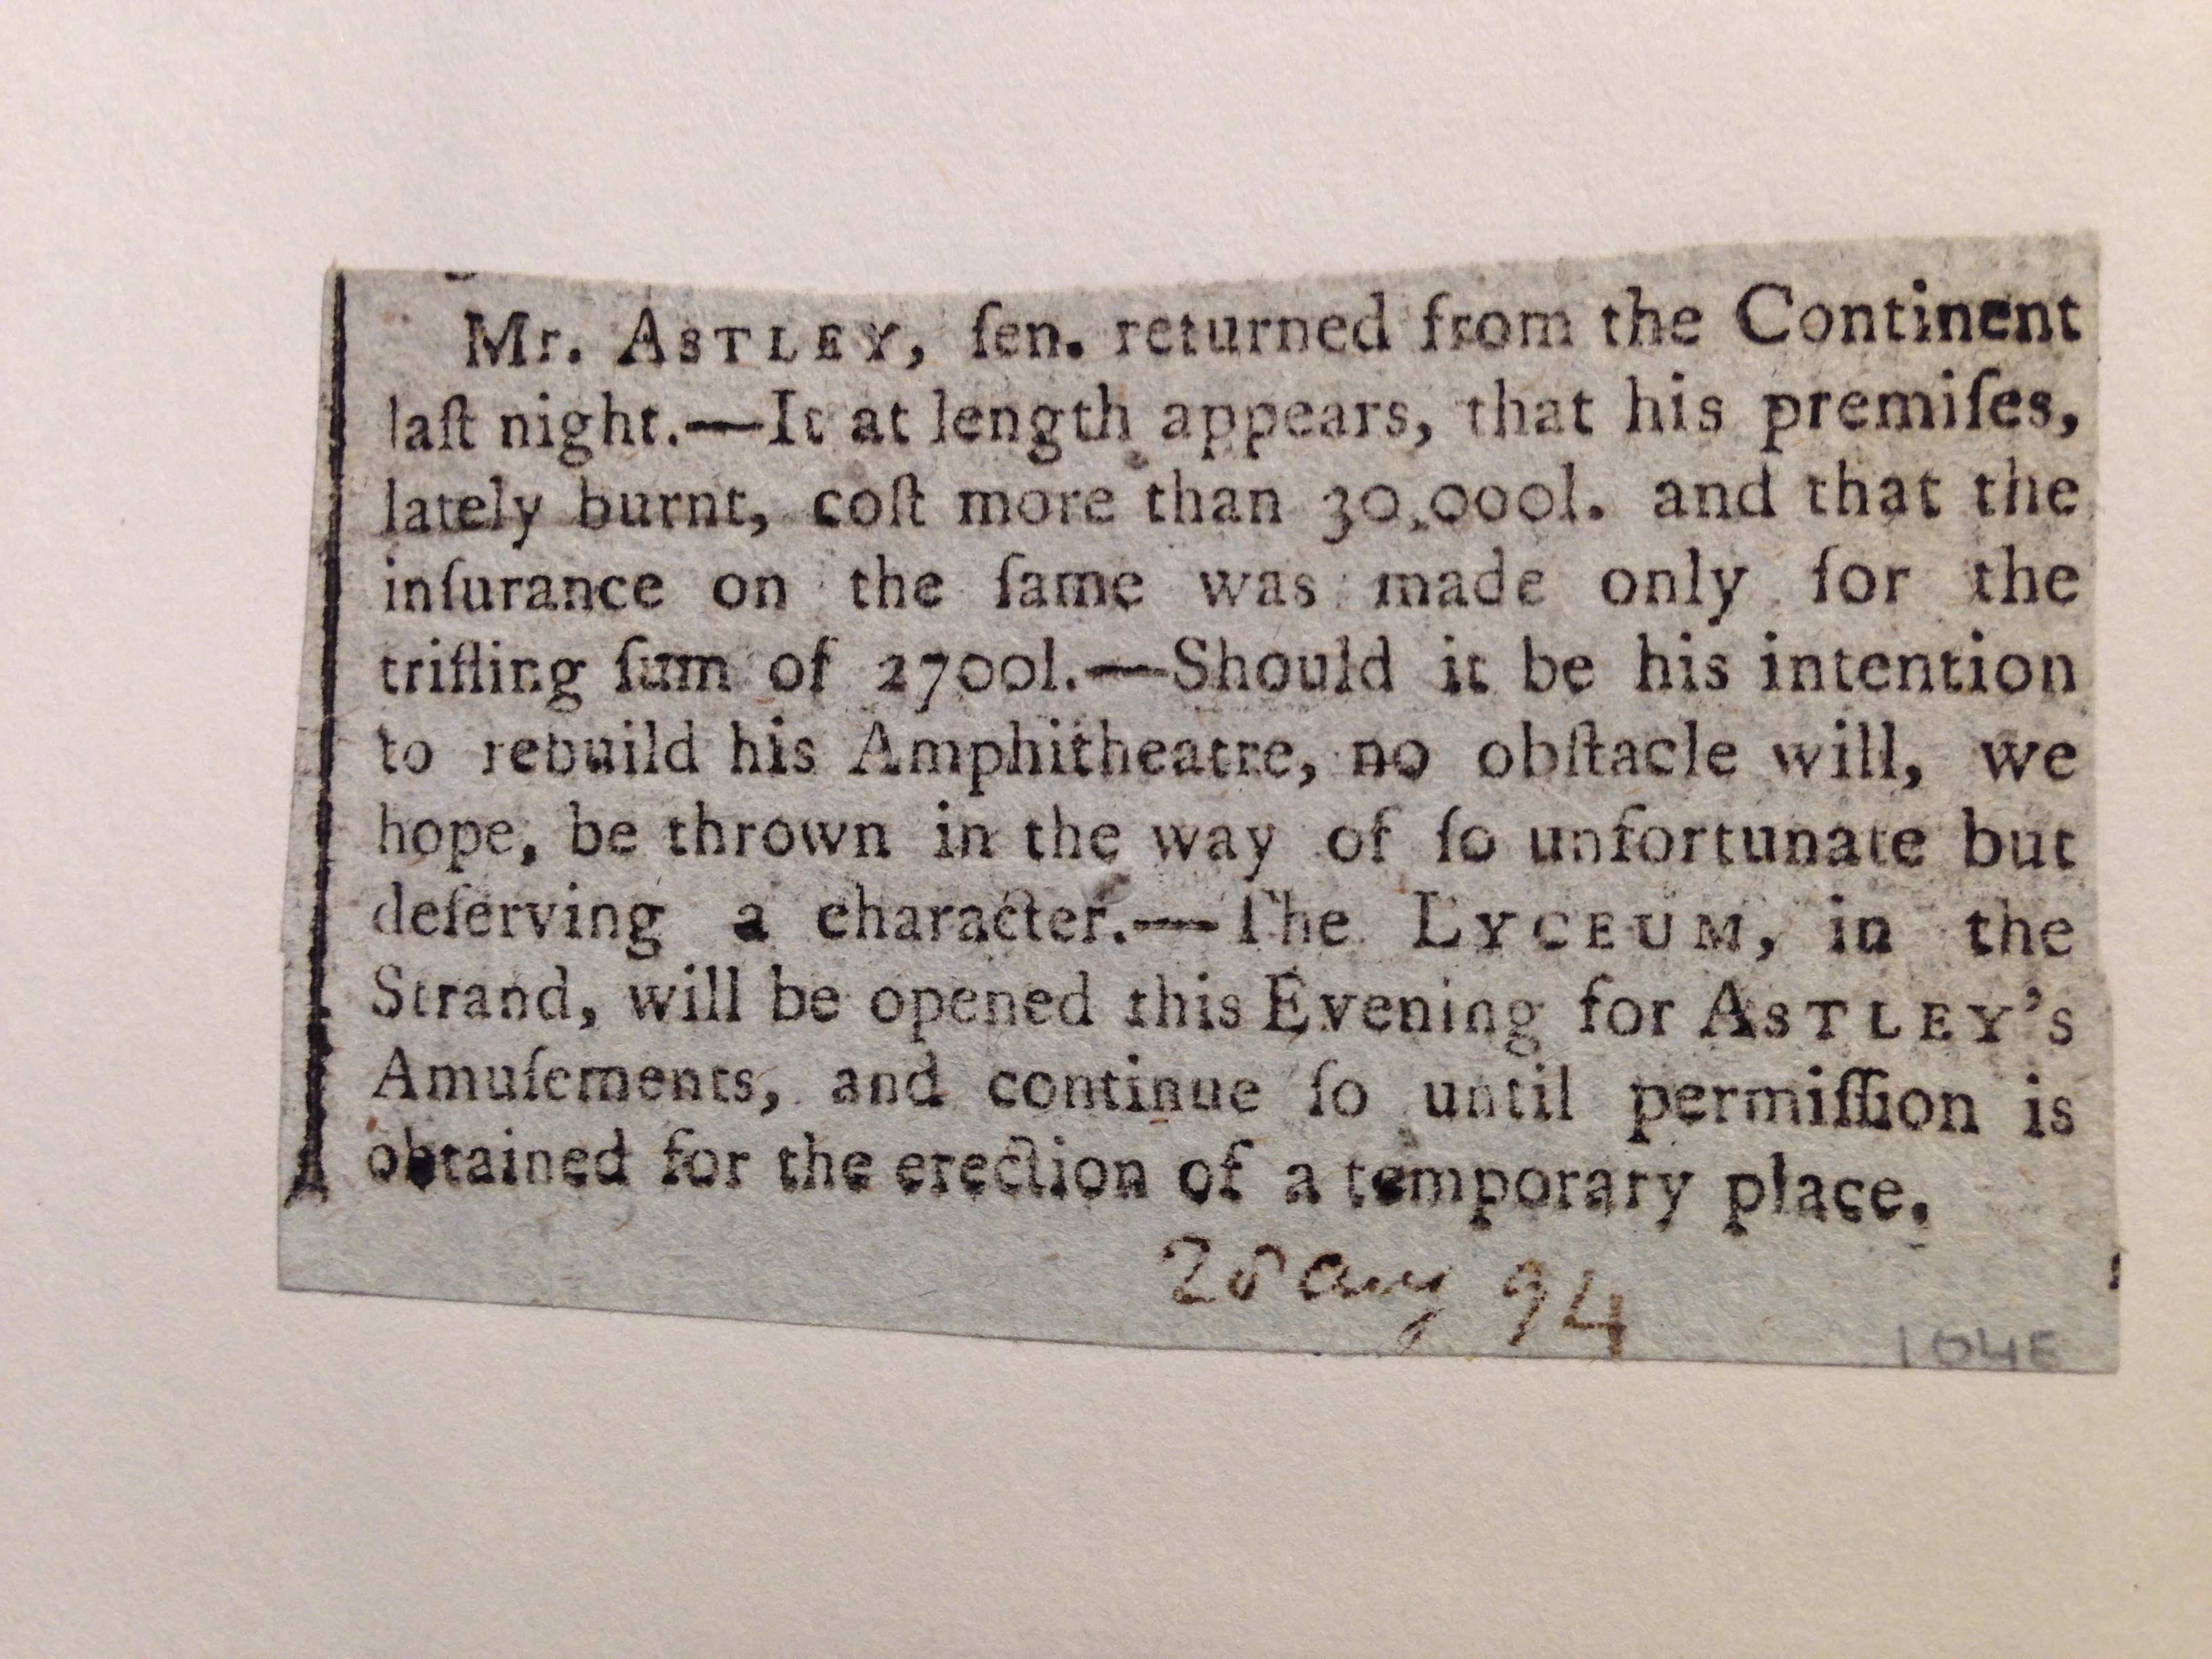 Mr. ASTLEY, ſen. returned from the Continent
laſt night.—It at length appears, that his premiſes,
lately burnt, coſt more than 30,000l. and that the
inſurance on the ſame was made only for the
trifling ſum of 2700l.—Should it be his intention
to rebuild his Amphitheatre, no obſtacle will, we
hope, be thrown in the way of ſo unfortunate but
deſerving a character.—The LYCEUM, in the
Strand, will be opened this Evening for ASTLEY's
Amuſements, and continue ſo until permiſſion is
obtained for the erection of a temporary place.
28 Aug 94